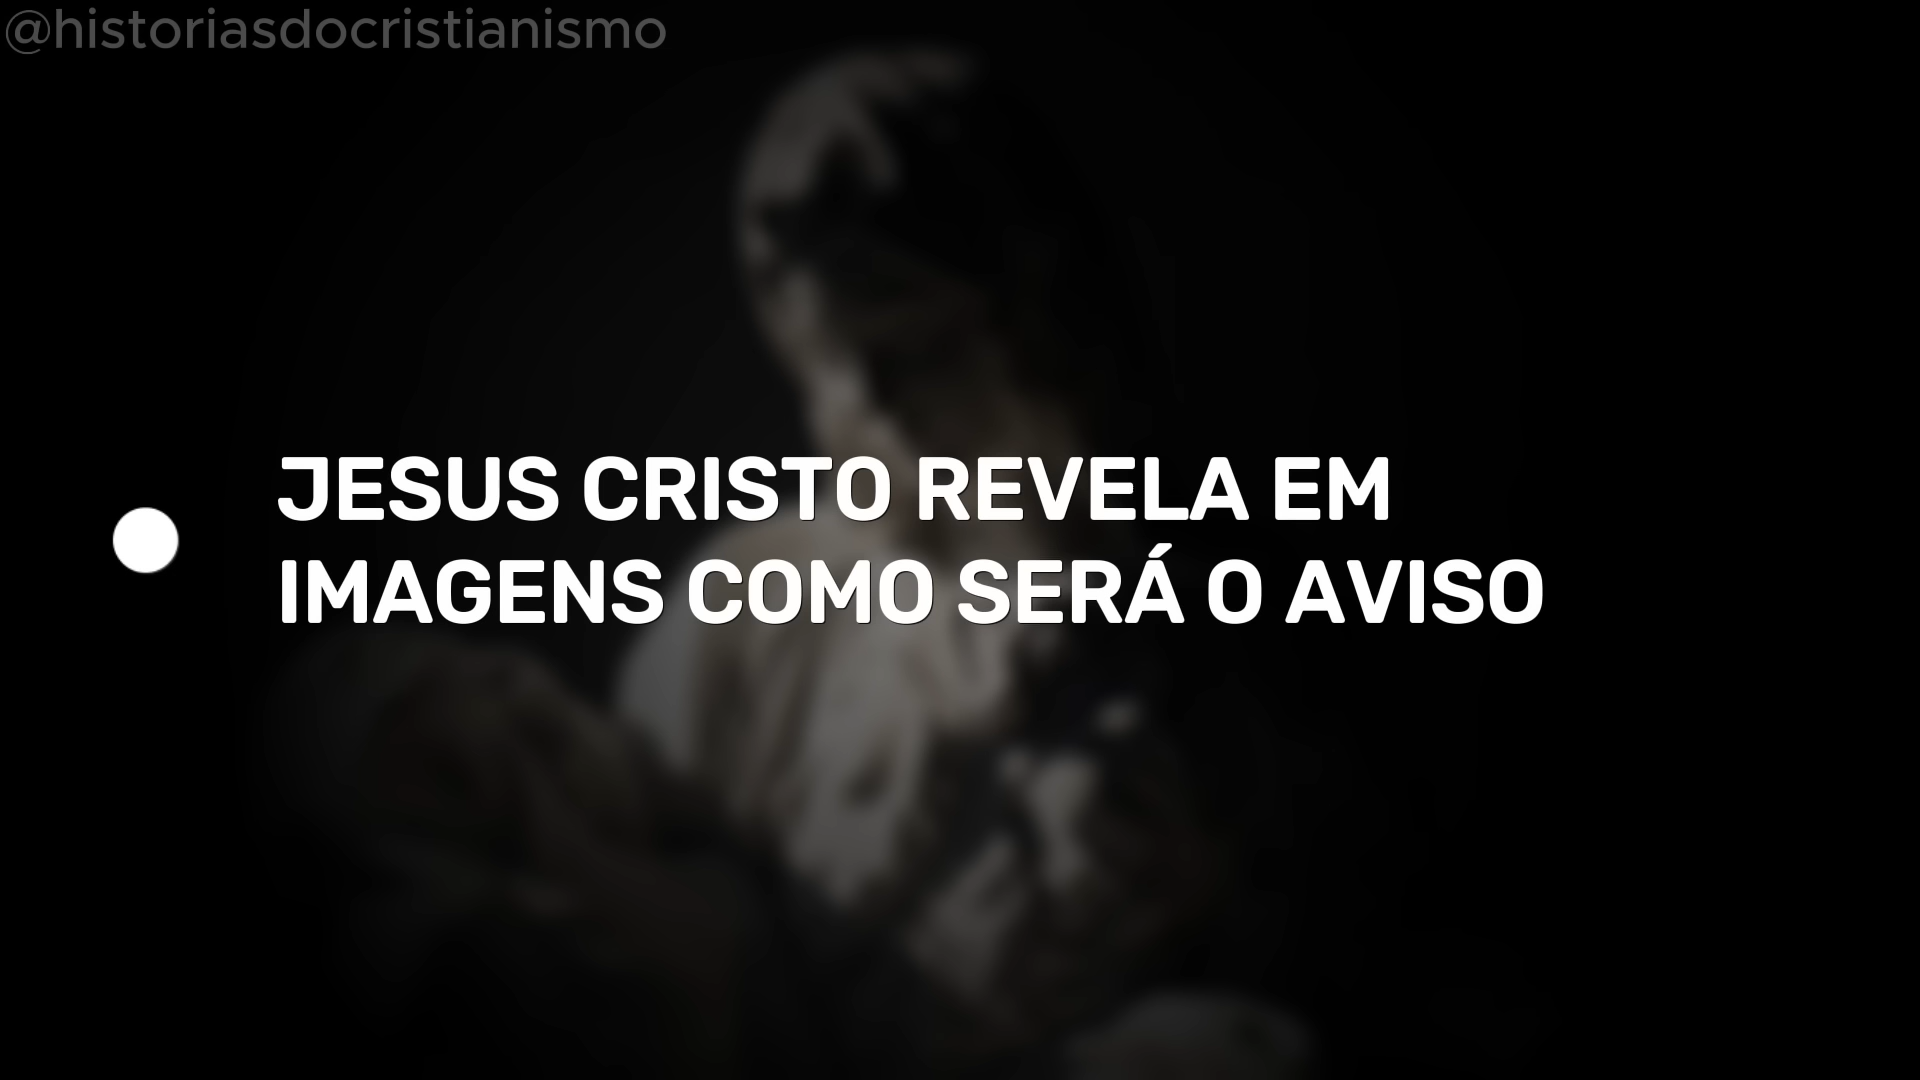 @historiasdocristianismo
JESUS CRISTO REVELA EM
IMAGENS COMO SERÁ O AVISO